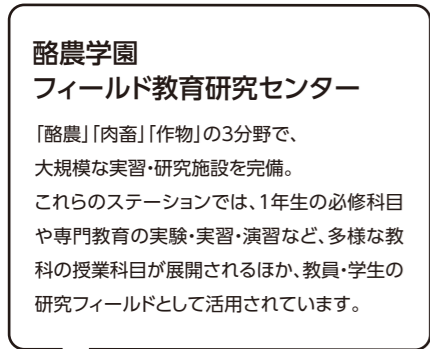 酪農学園
フィールド教育研究センター
「酪農」「肉畜」「作物」の3分野で、
大規模な実習・研究施設を完備。
これらのステーションでは、1年生の必修科目
や専門教育の実験・実習・演習など、多様な教
科の授業科目が展開されるほか、教員・学生の
研究フィールドとして活用されています。